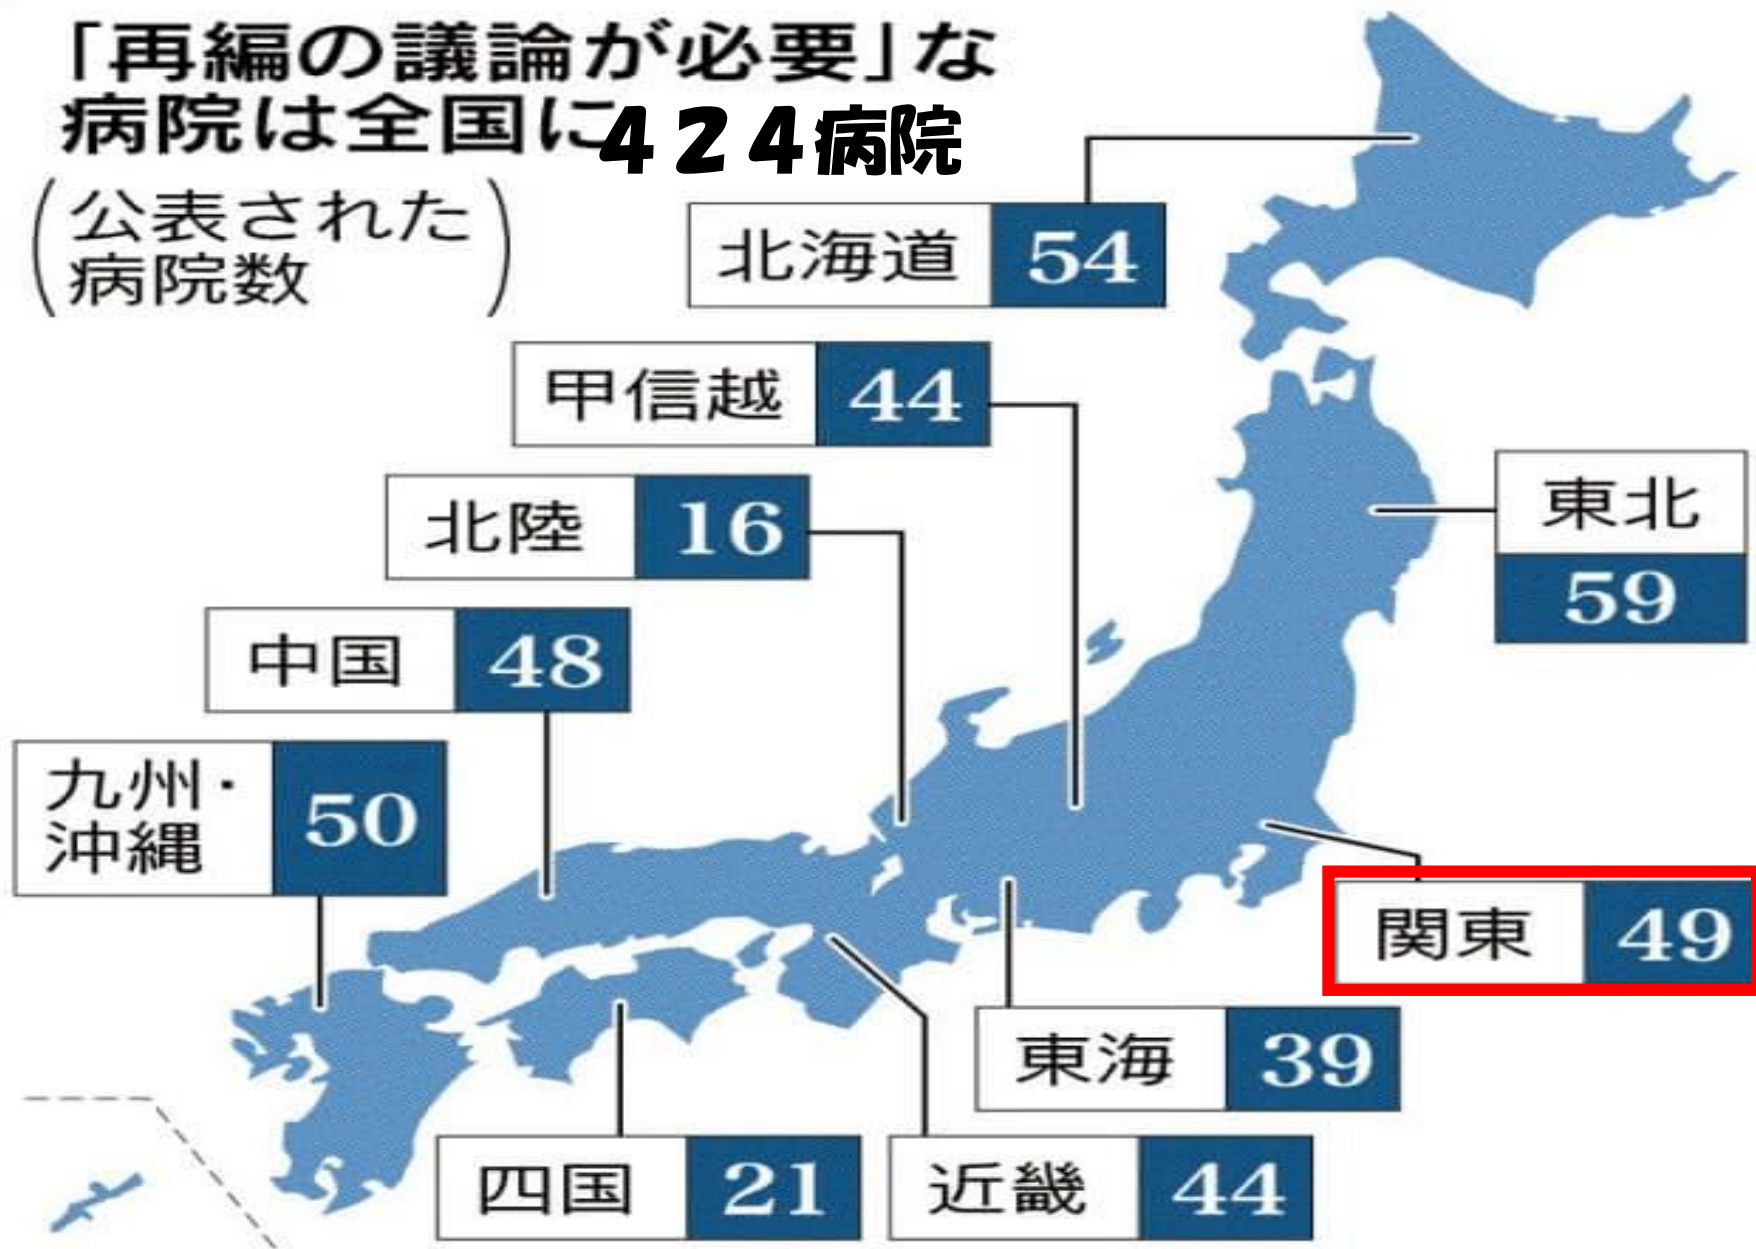 「再編の議論が必要」な
病院は全国に424病院
(公表された
病院数)
北海道 54
甲信越 44
北陸 16
東北
59
中国 48
九州・
沖縄 50
関東 49
東海 39
四国 21
近畿 44